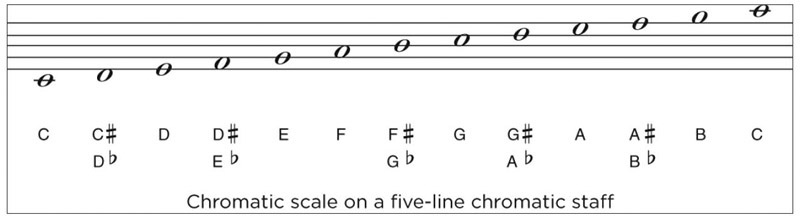 C C♯ D D♯ E F F♯ G G♯ A A♯ B C
D♭ E♭ G♭ A♭ B♭
Chromatic scale on a five-line chromatic staff